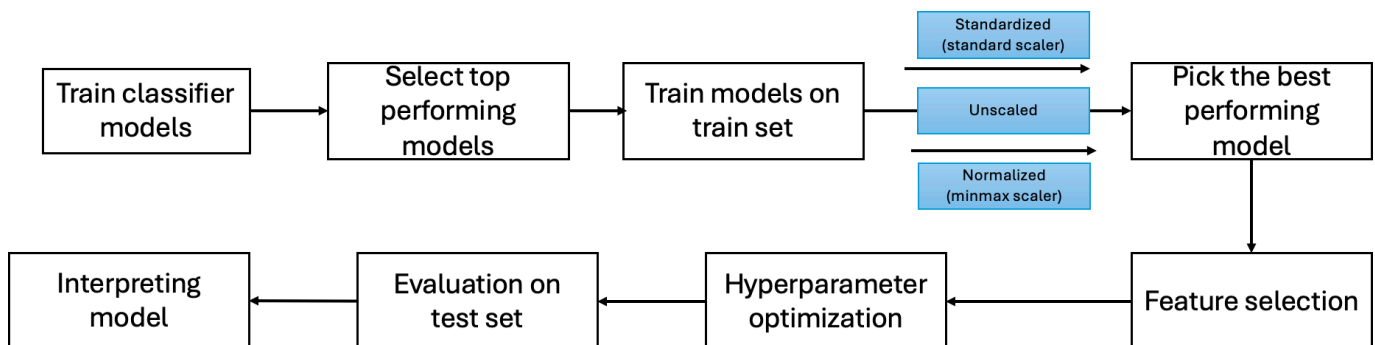 Train classifier
models
Select top
performing
models
Train models on
train set
Standardized
(standard scaler)
Unscaled
Normalized
(minmax scaler)
Pick the best
performing
model
Feature selection
Hyperparameter
optimization
Evaluation on
test set
Interpreting
model